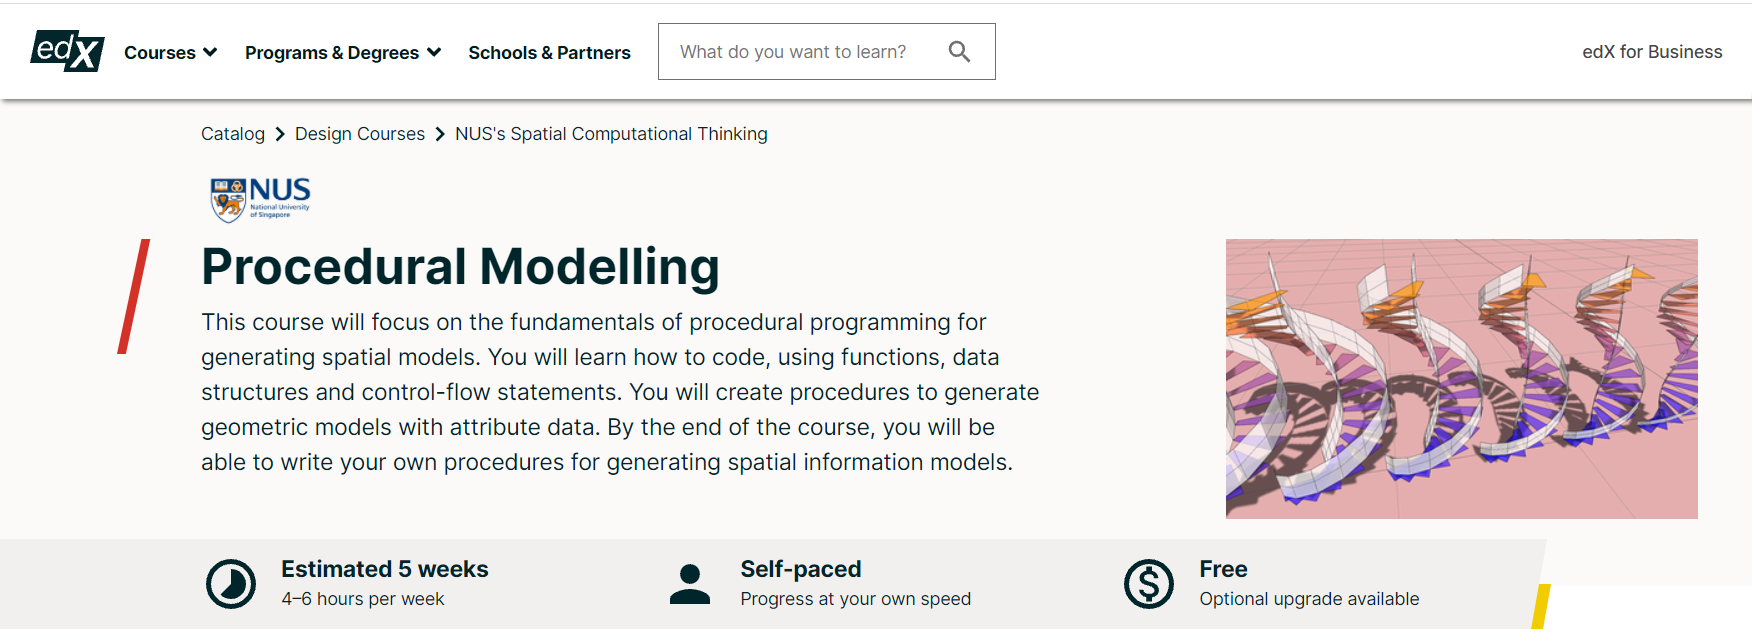 edX Courses Programs & Degrees Schools & Partners What do you want to learn? edX for Business
Catalog Design Courses NUS's Spatial Computational Thinking
NUS
National University
of Singapore
Procedural Modelling
This course will focus on the fundamentals of procedural programming for
generating spatial models. You will learn how to code, using functions, data
structures and control-flow statements. You will create procedures to generate
geometric models with attribute data. By the end of the course, you will be
able to write your own procedures for generating spatial information models.
Estimated 5 weeks
4–6 hours per week
Self-paced
Progress at your own speed
Free
Optional upgrade available